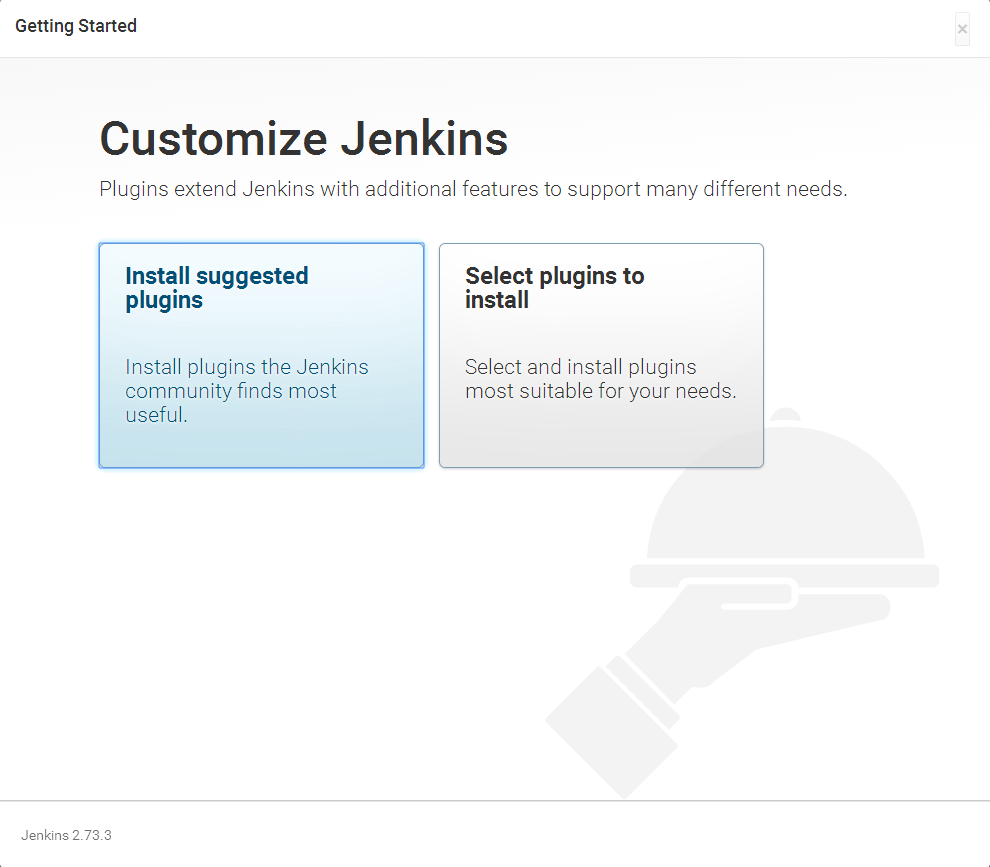 Getting Started
×
Customize Jenkins
Plugins extend Jenkins with additional features to support many different needs.
Install suggested
plugins
Install plugins the Jenkins
community finds most
useful.
Select plugins to
install
Select and install plugins
most suitable for your needs.
Jenkins 2.73.3